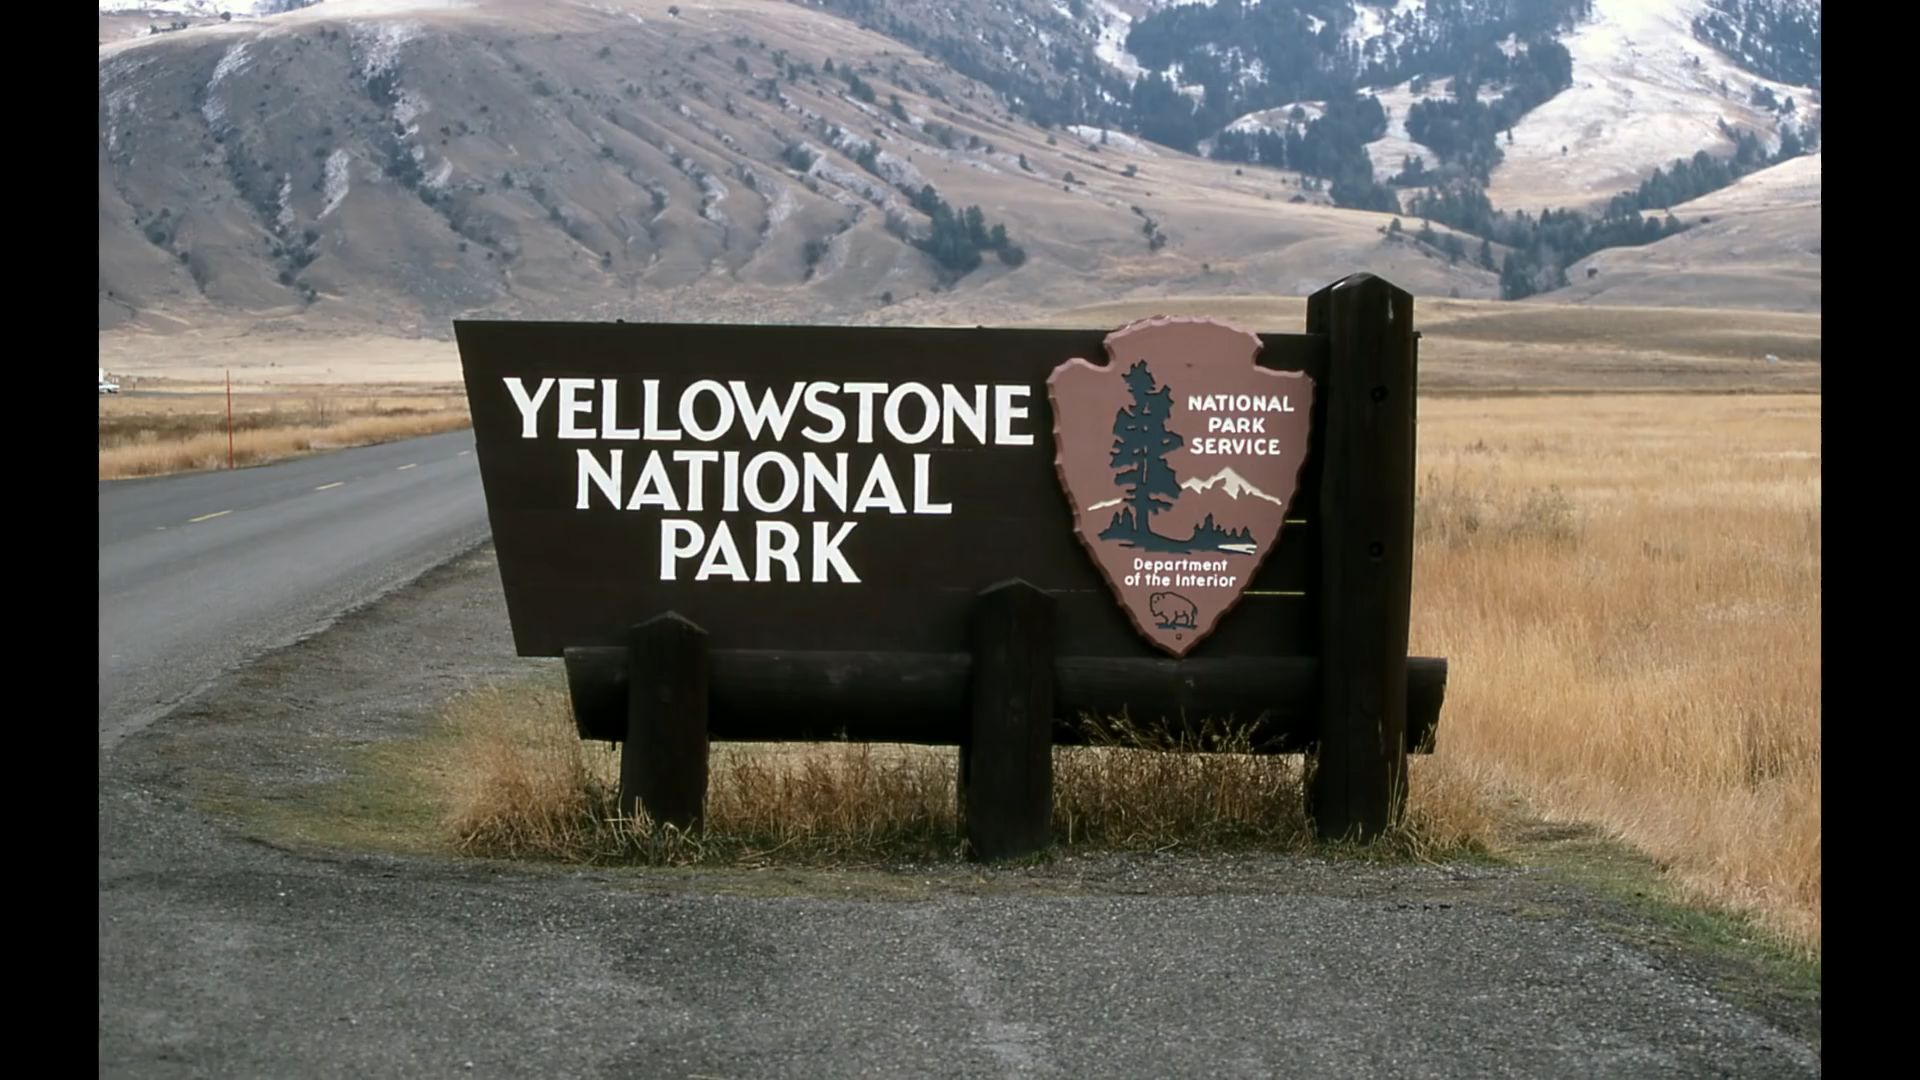 YELLOWSTONE
NATIONAL
PARK
NATIONAL
PARK
SERVICE
Department
of the Interior